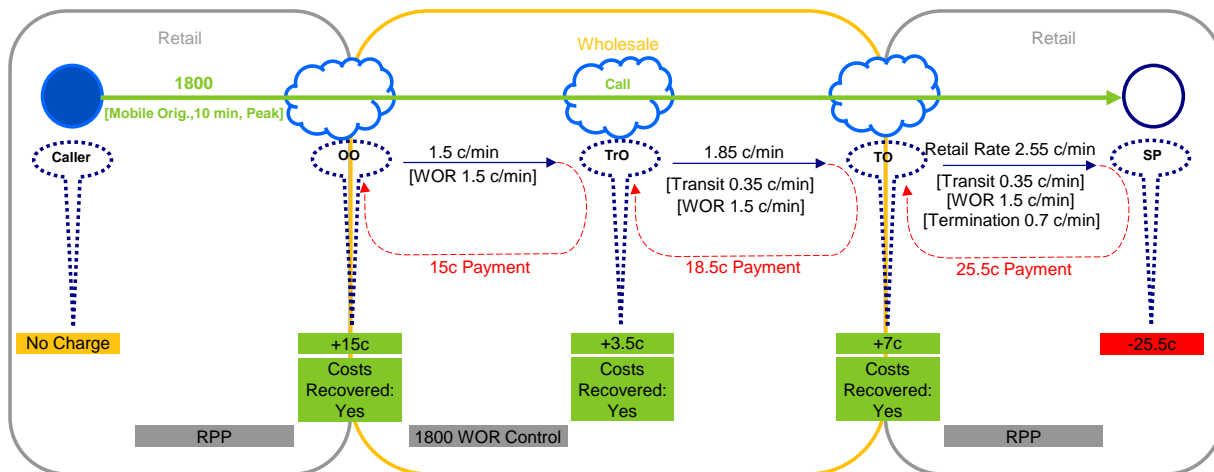 Retail
Wholesale
Retail
1800
Call
[Mobile Orig.,10 min, Peak]
Caller
OO
1.5 c/min
[WOR 1.5 c/min]
TrO
1.85 c/min
[Transit 0.35 c/min]
[WOR 1.5 c/min]
TO
Retail Rate 2.55 c/min
[Transit 0.35 c/min]
[WOR 1.5 c/min]
[Termination 0.7 c/min]
SP
15c Payment
18.5c Payment
25.5c Payment
No Charge
+15c
+3.5c
+7c
-25.5c
Costs
Recovered:
Yes
Costs
Recovered:
Yes
Costs
Recovered:
Yes
RPP
1800 WOR Control
RPP